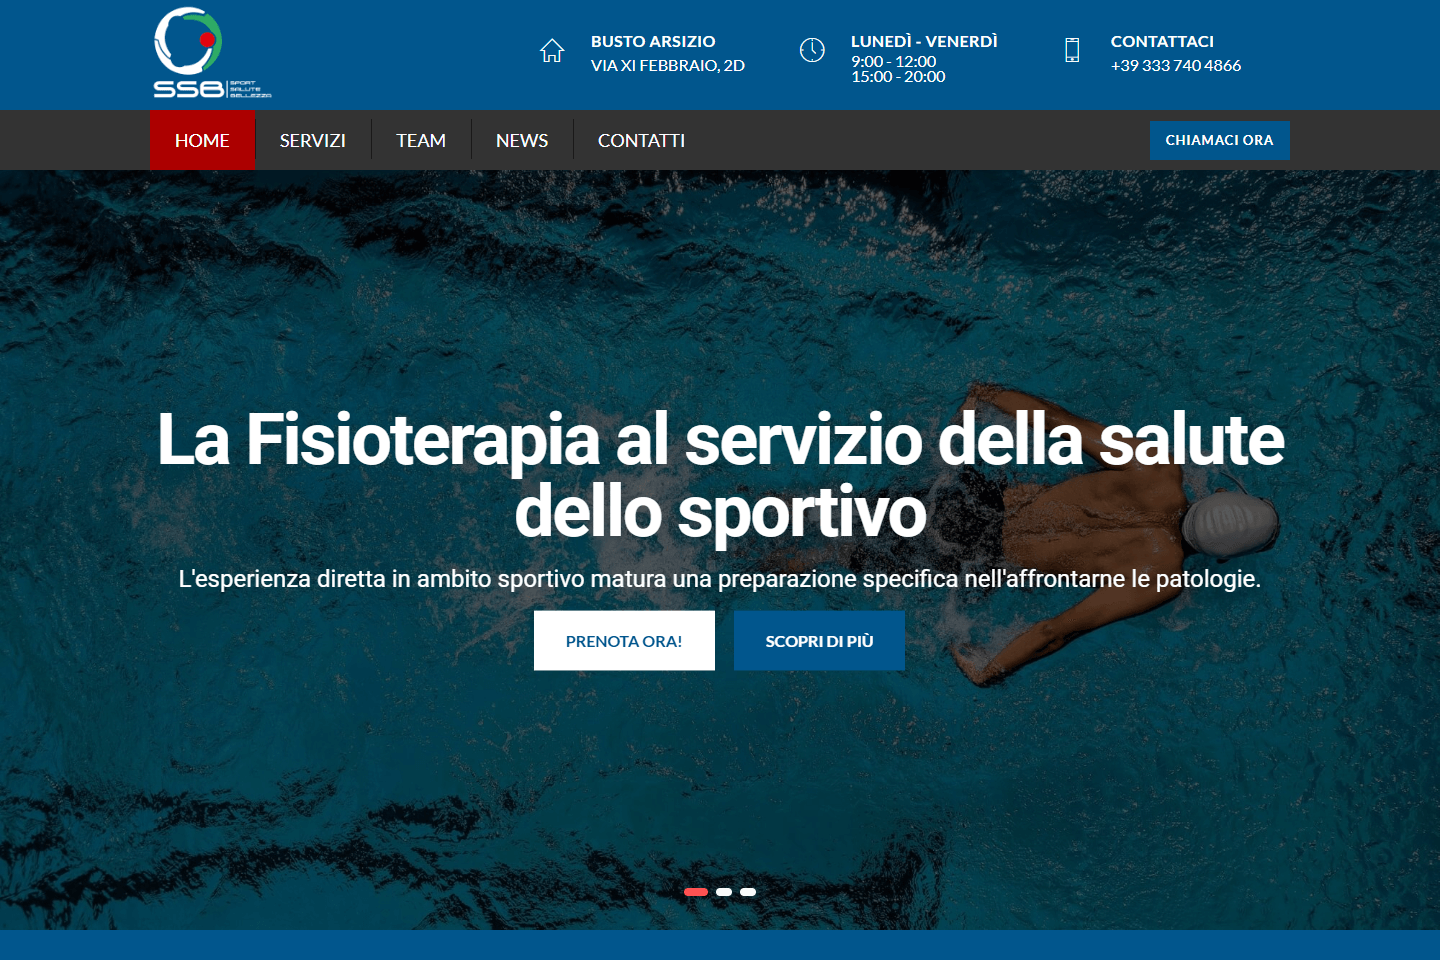 SSB
SPORT
SALUTE
BELLEZZA
BUSTO ARSIZIO
VIA XI FEBBRAIO, 2D
LUNEDÌ - VENERDÌ
9:00 - 12:00
15:00 - 20:00
CONTATTACI
+39 333 740 4866
HOME
SERVIZI
TEAM
NEWS
CONTATTI
CHIAMACI ORA
La Fisioterapia al servizio della salute
dello sportivo
L'esperienza diretta in ambito sportivo matura una preparazione specifica nell'affrontarne le patologie.
PRENOTA ORA!
SCOPRI DI PIÙ